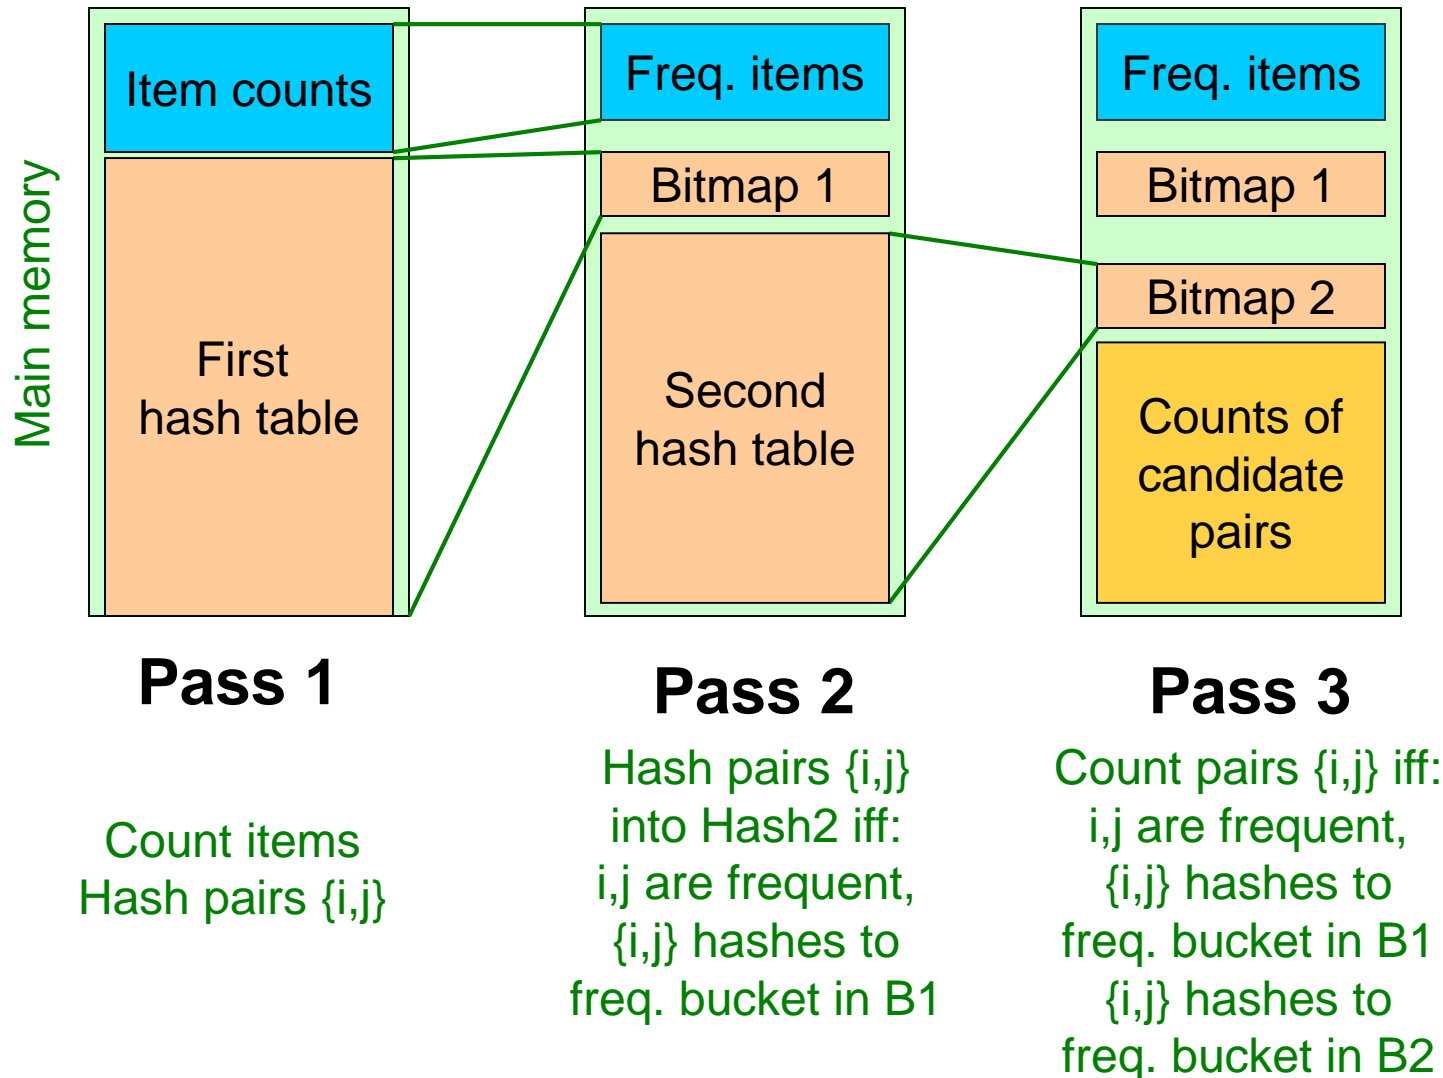 Main memory
Item counts
First
hash table
Pass 1
Count items
Hash pairs {i,j}
Freq. items
Bitmap 1
Second
hash table
Pass 2
Hash pairs {i,j}
into Hash2 iff:
i,j are frequent,
{i,j} hashes to
freq. bucket in B1
Freq. items
Bitmap 1
Bitmap 2
Counts of
candidate
pairs
Pass 3
Count pairs {i,j} iff:
i,j are frequent,
{i,j} hashes to
freq. bucket in B1
{i,j} hashes to
freq. bucket in B2